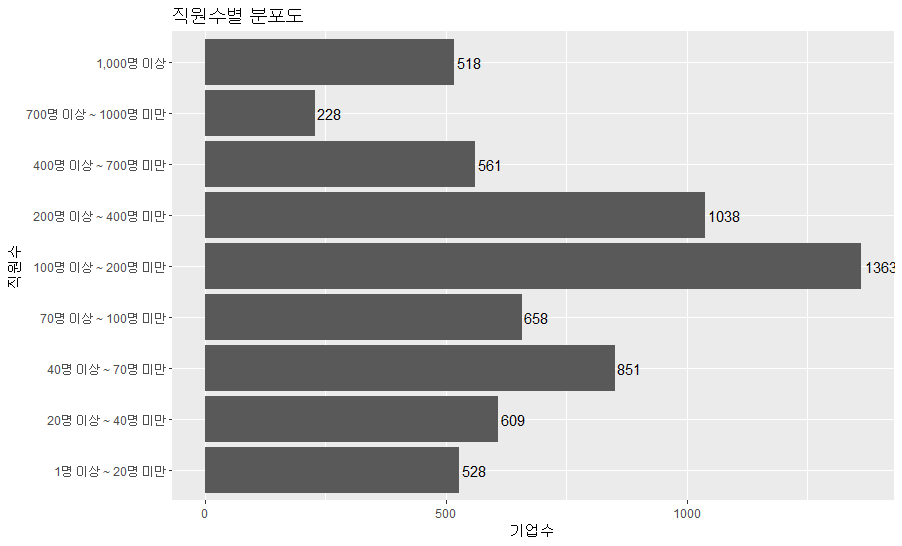 직원수별 분포도
1,000명 이상
518
700명 이상 ~ 1000명 미만
228
400명 이상 ~ 700명 미만
561
200명 이상 ~ 400명 미만
1038
100명 이상 ~ 200명 미만
1363
70명 이상 ~ 100명 미만
658
40명 이상 ~ 70명 미만
851
20명 이상 ~ 40명 미만
609
1명 이상 ~ 20명 미만
528
직원수
0
500
1000
기업수